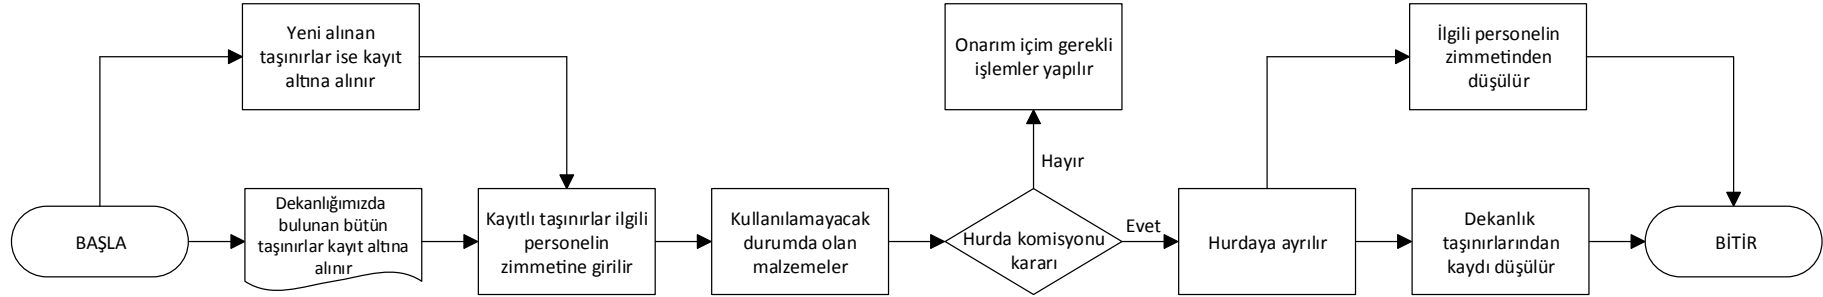 Yeni alınan
taşınırlar ise kayıt
altına alınır
Onarım içim gerekli
işlemler yapılır
İlgili personelin
zimmetinden
düşülür
Hayır
BAŞLA
Dekanlığımızda
bulunan bütün
taşınırlar kayıt altına
alınır
Kayıtlı taşınırlar ilgili
personelin
zimmetine girilir
Kullanılamayacak
durumda olan
malzemeler
Hurda komisyonu
kararı
Evet
Hurdaya ayrılır
Dekanlık
taşınırlarından
kaydı düşülür
BİTİR